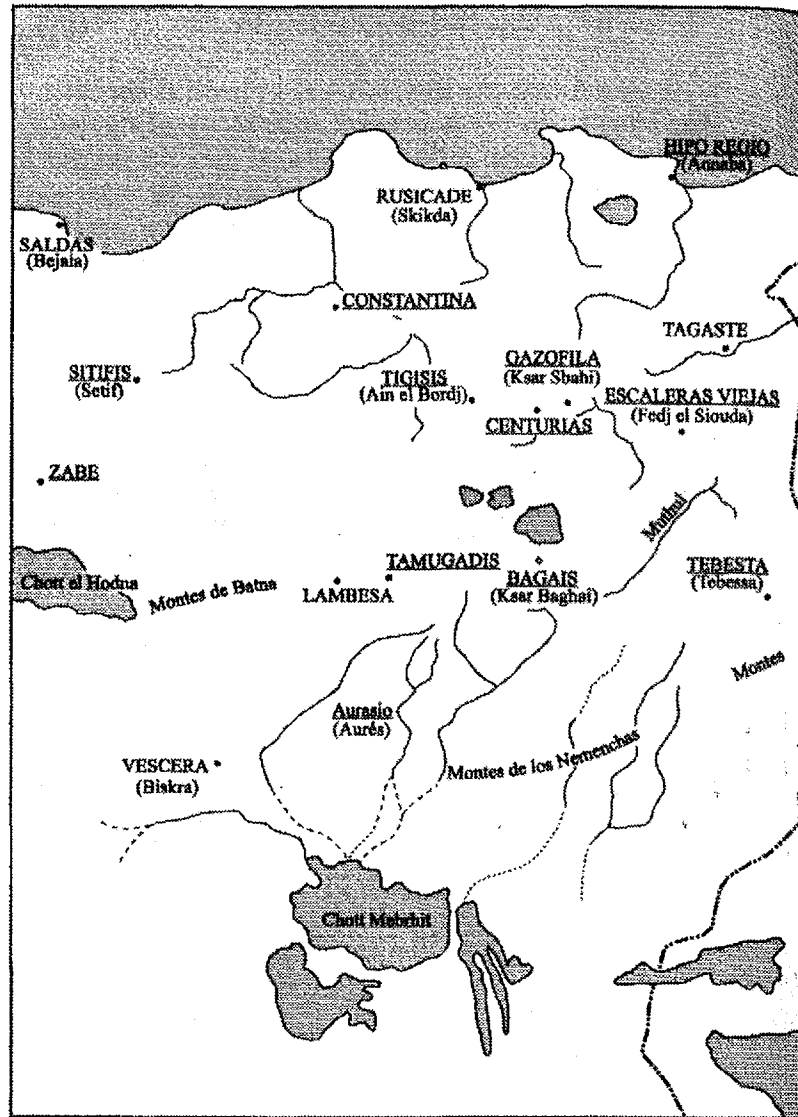 HIPO REGIO
(Annaba)
RUSICADE
(Skikda)
SALDAS
(Bejaia)
CONSTANTINA
TAGASTE
SITIFIS
(Setif)
TIGISIS
(Ain el Bordj)
GAZOFILA
(Ksar Sbahi)
ESCALERAS VIEJAS
(Fedj el Siouda)
CENTURIAS
ZABE
Muthul
Chott el Hodna
Montes de Batna
LAMBESA
TAMUGADIS
BAGAIS
(Ksar Baghai)
TEBESTA
(Tebessa)
Montes
Aurasio
(Aurés)
VESCERA
(Biskra)
Montes de los Nemenchas
Chott Melrhit